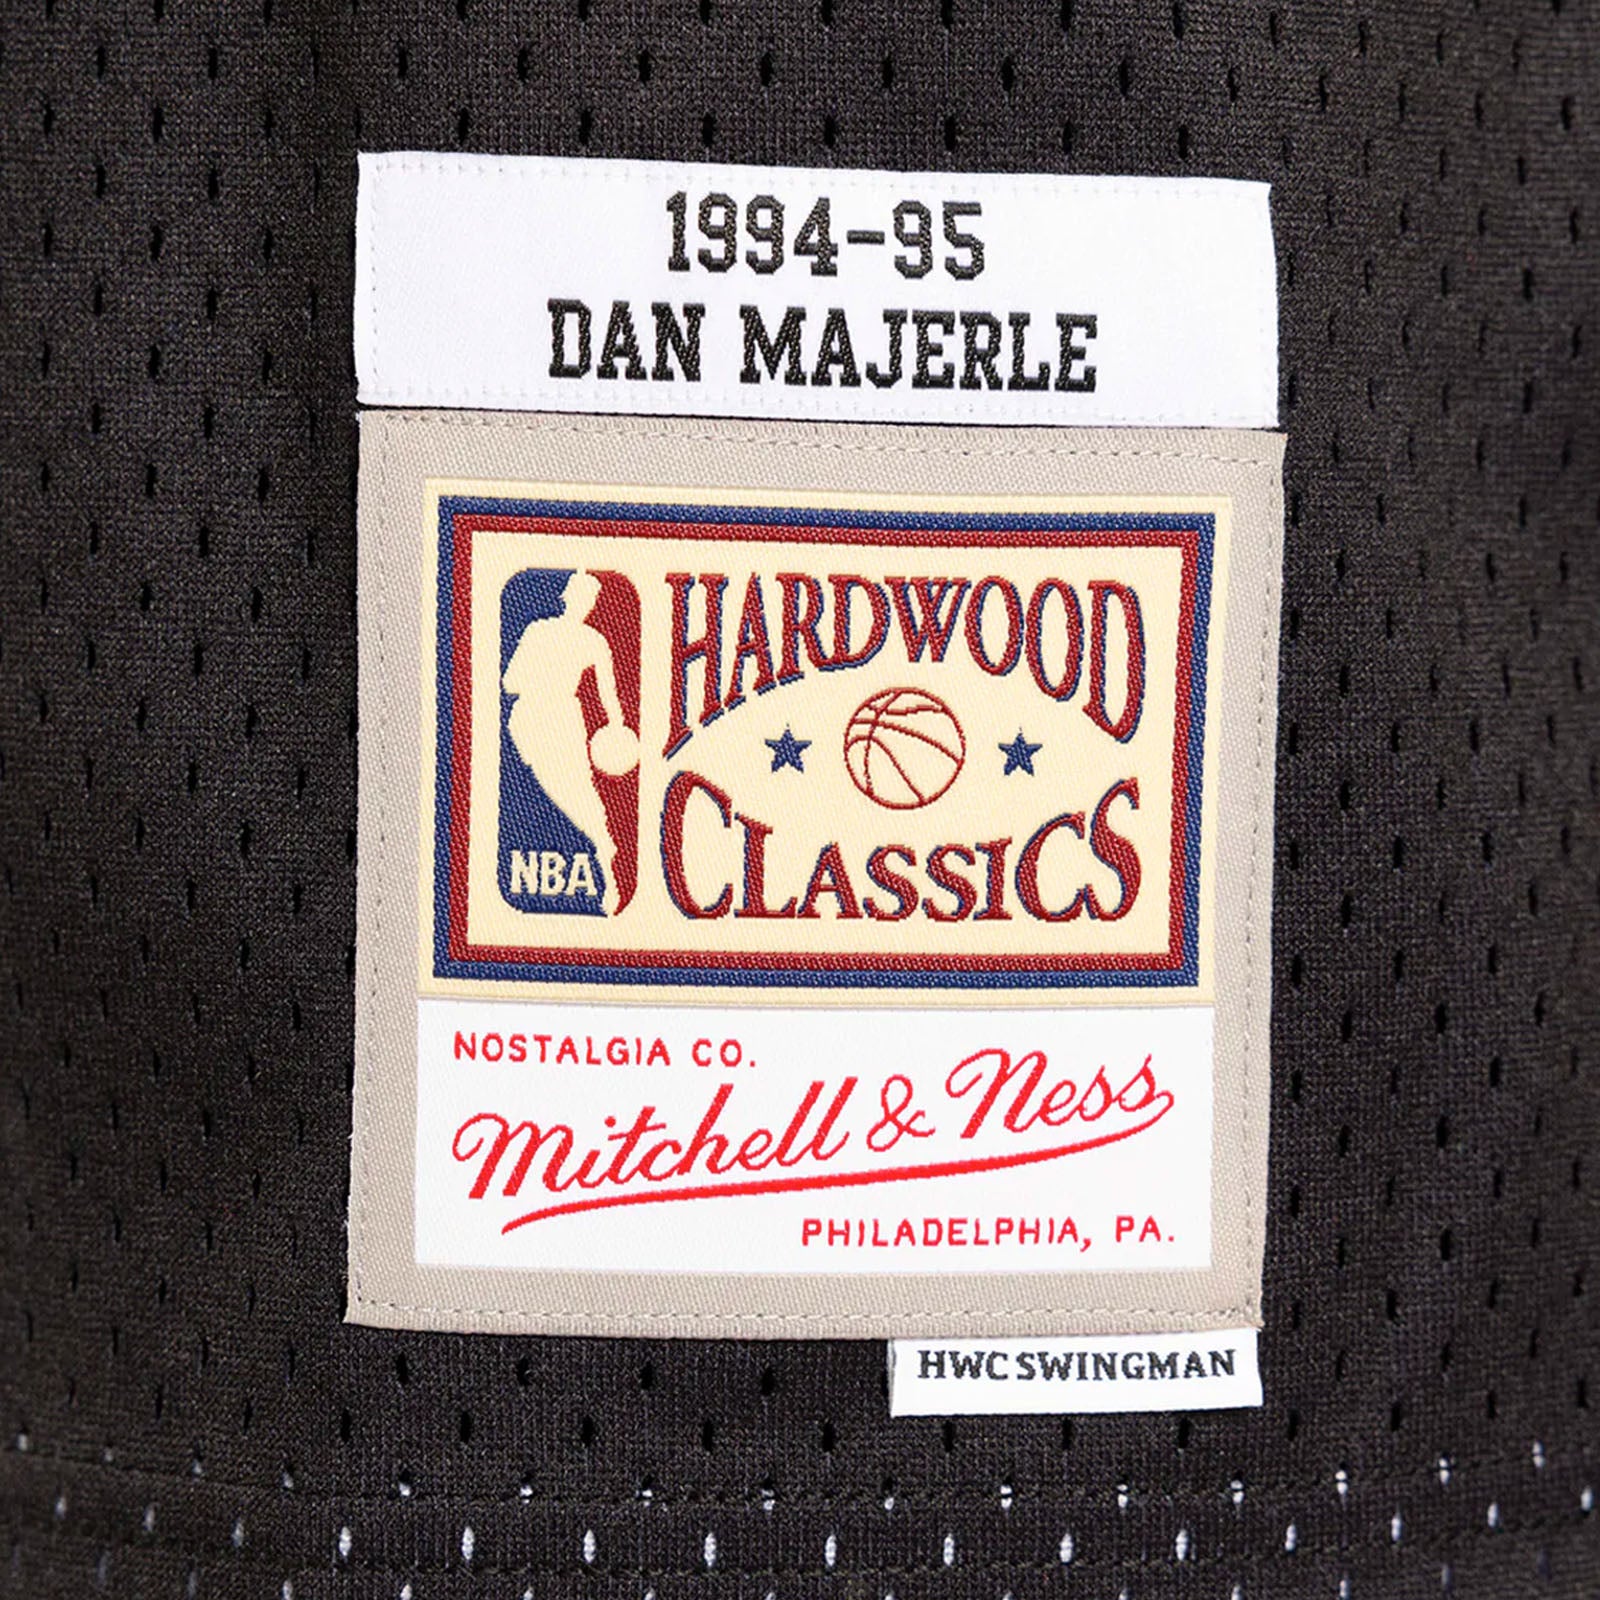 1994-95
DAN MAJERLE
HARDWOOD
CLASSICS
NBA
NOSTALGIA CO.
Mitchell & Ness
PHILADELPHIA, PA.
HWC SWINGMAN